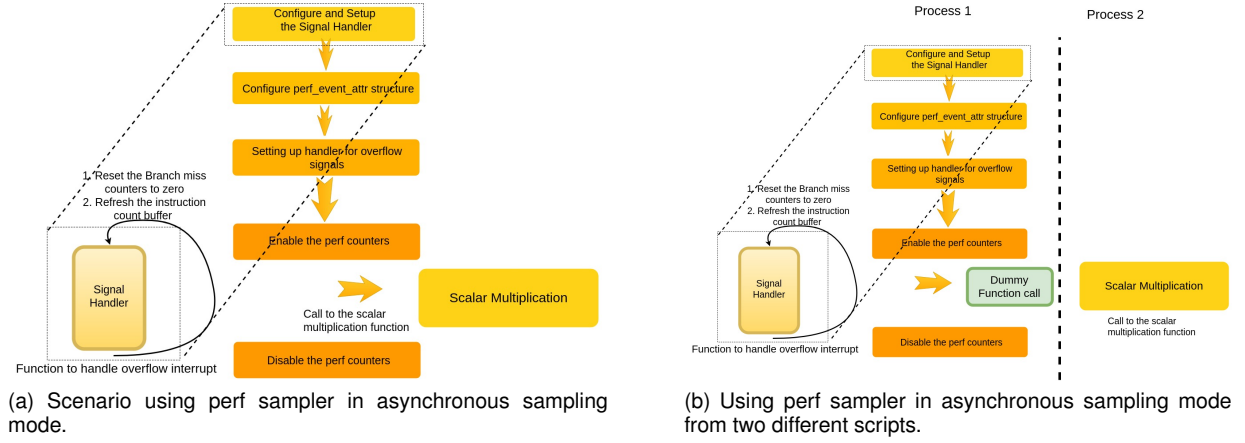 Configure and Setup
the Signal Handler
Configure perf_event_attr structure
Setting up handler for overflow
signals
1. Reset the Branch miss
counters to zero
2. Refresh the instruction
count buffer
Enable the perf counters
Signal
Handler
Scalar Multiplication
Call to the scalar
multiplication function
Disable the perf counters
Function to handle overflow interrupt
(a) Scenario using perf sampler in asynchronous sampling
mode.
Process 1
Process 2
Configure and Setup
the Signal Handler
Configure perf_event_attr structure
Setting up handler for overflow
signals
1. Reset the Branch miss
counters to zero
2. Refresh the instruction
count buffer
Enable the perf counters
Signal
Handler
Dummy
Function call
Scalar Multiplication
Call to the scalar
multiplication function
Disable the perf counters
Function to handle overflow interrupt
(b) Using perf sampler in asynchronous sampling mode
from two different scripts.